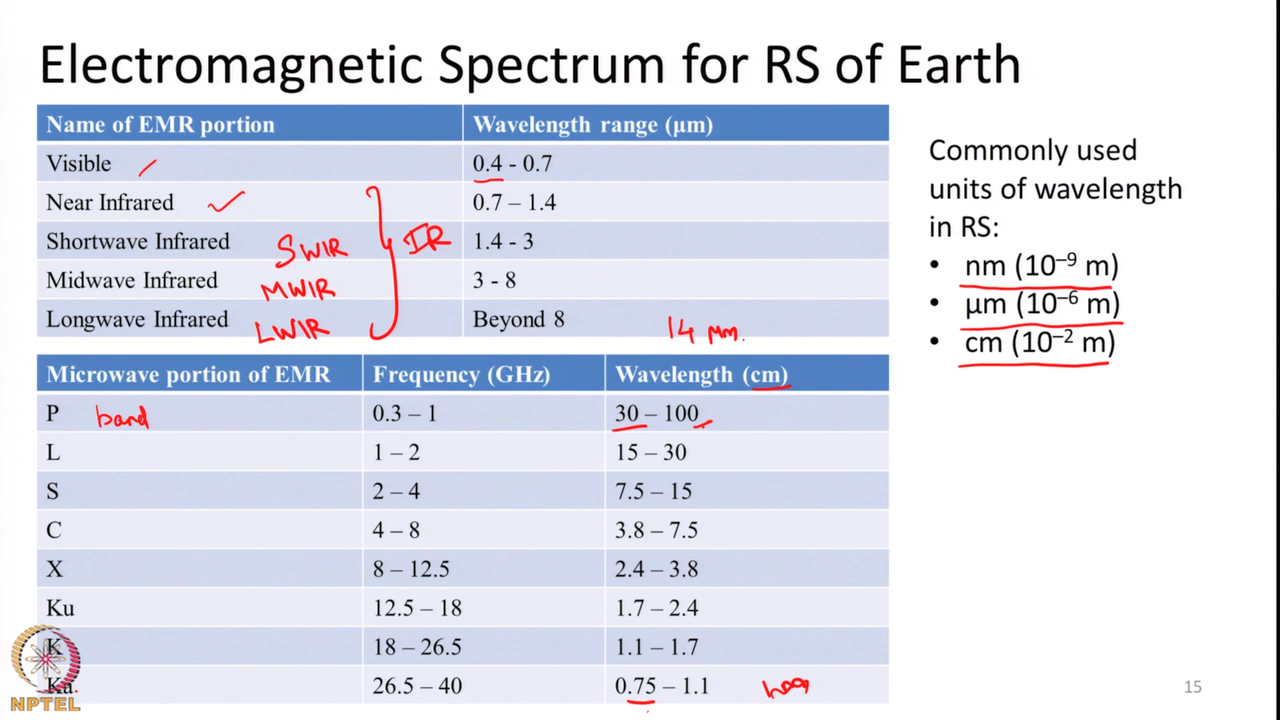 Electromagnetic Spectrum for RS of Earth
Name of EMR portion Wavelength range (μm)
Visible 0.4 - 0.7
Near Infrared 0.7 – 1.4
Shortwave Infrared SWIR IR 1.4 - 3
Midwave Infrared MWIR 3 - 8
Longwave Infrared LWIR Beyond 8 14 μm.
Microwave portion of EMR Frequency (GHz) Wavelength (cm)
P band 0.3 – 1 30 – 100
L 1 – 2 15 – 30
S 2 – 4 7.5 – 15
C 4 – 8 3.8 – 7.5
X 8 – 12.5 2.4 – 3.8
Ku 12.5 – 18 1.7 – 2.4
K 18 – 26.5 1.1 – 1.7
Ka 26.5 – 40 0.75 – 1.1
Commonly used
units of wavelength
in RS:
• nm (10⁻⁹ m)
• μm (10⁻⁶ m)
• cm (10⁻² m)
NPTEL
15